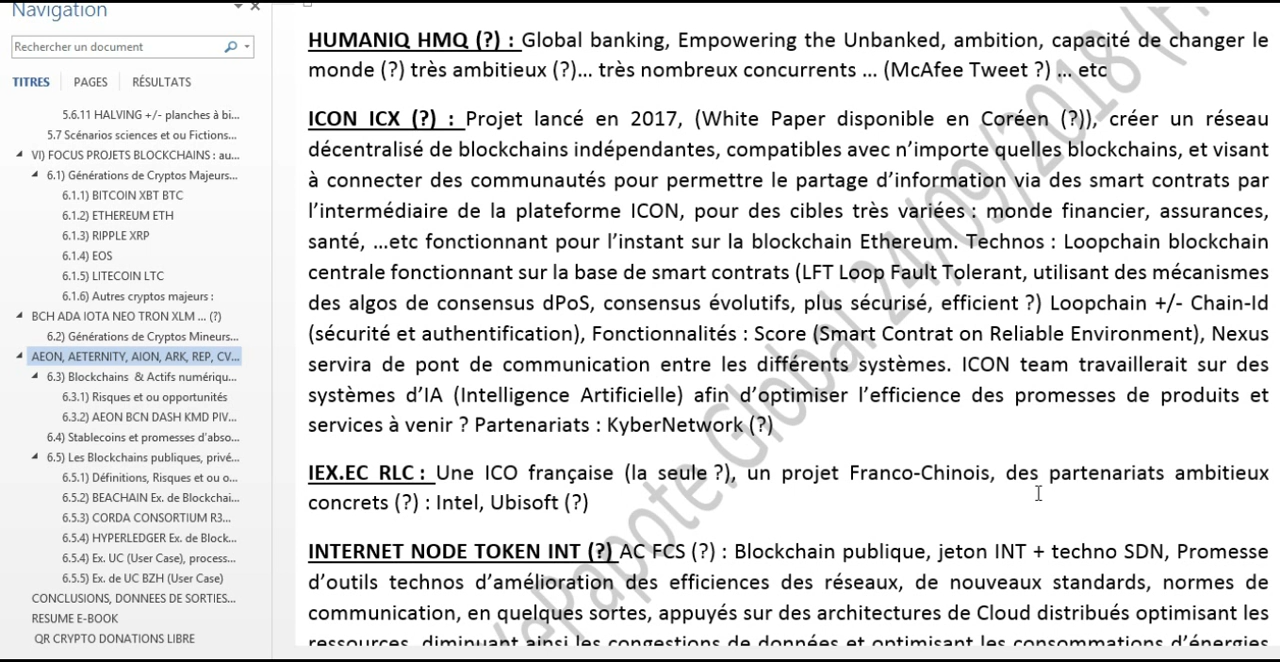 Navigation
Rechercher un document
TITRES PAGES RÉSULTATS
5.6.11 HALVING +/- planches à bi...
5.7 Scénarios sciences et ou Fictions...
VI) FOCUS PROJETS BLOCKCHAINS : au...
6.1) Générations de Cryptos Majeurs...
6.1.1) BITCOIN XBT BTC
6.1.2) ETHEREUM ETH
6.1.3) RIPPLE XRP
6.1.4) EOS
6.1.5) LITECOIN LTC
6.1.6) Autres cryptos majeurs :
BCH ADA IOTA NEO TRON XLM ... (?)
6.2) Générations de Cryptos Mineurs...
AEON, AETERNITY, AION, ARK, REP, CV...
6.3) Blockchains & Actifs numériqu...
6.3.1) Risques et ou opportunités
6.3.2) AEON BCN DASH KMD PIV...
6.4) Stablecoins et promesses d'abso...
6.5) Les Blockchains publiques, privé...
6.5.1) Définitions, Risques et ou o...
6.5.2) BEACHAIN Ex. de Blockchai...
6.5.3) CORDA CONSORTIUM R3...
6.5.4) HYPERLEDGER Ex. de Block...
6.5.4) Ex. UC (User Case), process...
6.5.5) Ex. de UC BZH (User Case)
CONCLUSIONS, DONNEES DE SORTIES...
RESUME E-BOOK
QR CRYPTO DONATIONS LIBRE
HUMANIQ HMQ (?) : Global banking, Empowering the Unbanked, ambition, capacité de changer le
monde (?) très ambitieux (?)... très nombreux concurrents ... (McAfee Tweet ?) ... etc
ICON ICX (?) : Projet lancé en 2017, (White Paper disponible en Coréen (?)), créer un réseau
décentralisé de blockchains indépendantes, compatibles avec n'importe quelles blockchains, et visant
à connecter des communautés pour permettre le partage d'information via des smart contrats par
l'intermédiaire de la plateforme ICON, pour des cibles très variées : monde financier, assurances,
santé, ...etc fonctionnant pour l'instant sur la blockchain Ethereum. Technos : Loopchain blockchain
centrale fonctionnant sur la base de smart contrats (LFT Loop Fault Tolerant, utilisant des mécanismes
des algos de consensus dPoS, consensus évolutifs, plus sécurisé, efficient ?) Loopchain +/- Chain-Id
(sécurité et authentification), Fonctionnalités : Score (Smart Contrat on Reliable Environment), Nexus
servira de pont de communication entre les différents systèmes. ICON team travaillerait sur des
systèmes d'IA (Intelligence Artificielle) afin d'optimiser l'efficience des promesses de produits et
services à venir ? Partenariats : KyberNetwork (?)
IEX.EC RLC : Une ICO française (la seule ?), un projet Franco-Chinois, des partenariats ambitieux
concrets (?) : Intel, Ubisoft (?)
INTERNET NODE TOKEN INT (?) AC FCS (?) : Blockchain publique, jeton INT + techno SDN, Promesse
d'outils technos d'amélioration des efficiences des réseaux, de nouveaux standards, normes de
communication, en quelques sortes, appuyés sur des architectures de Cloud distribués optimisant les
ressources, diminuant ainsi les congestions de données et optimisant les consommations d'énergies
ePapote.Global 24/09/2018